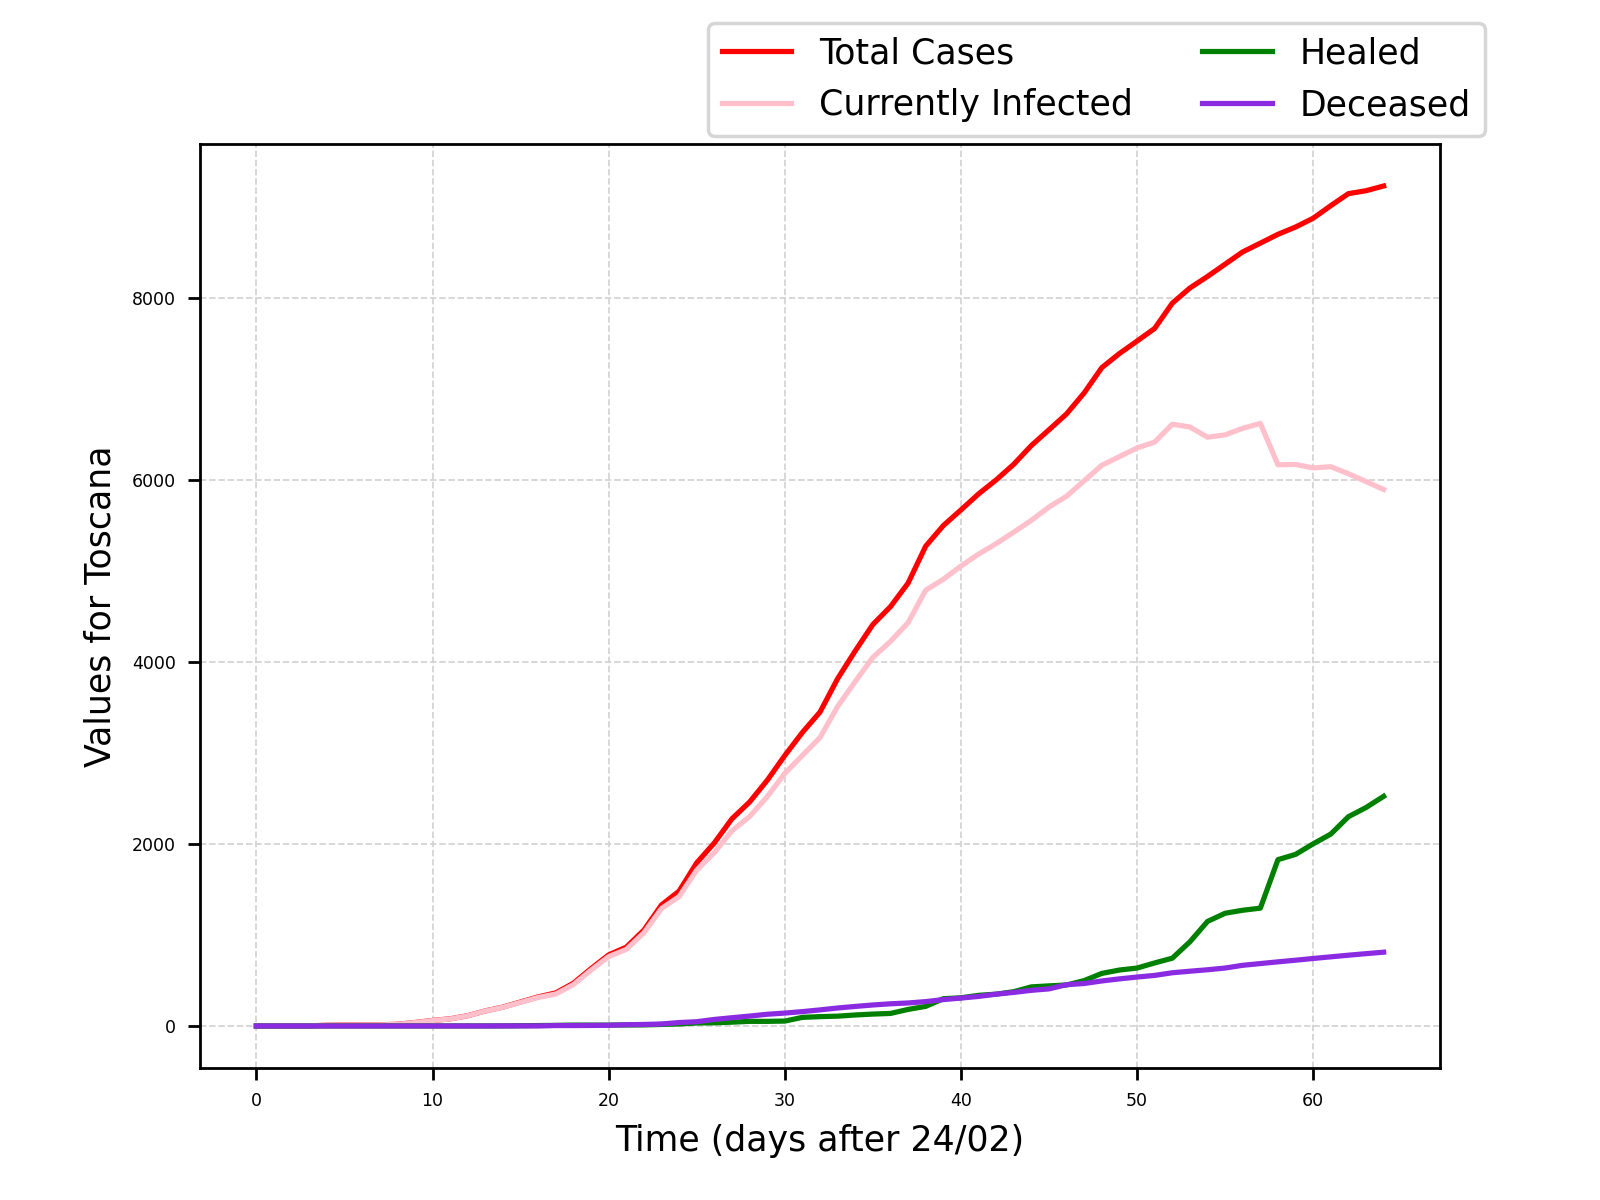 Total Cases
Currently Infected
Healed
Deceased
Values for Toscana
8000
6000
4000
2000
0
0 10 20 30 40 50 60
Time (days after 24/02)